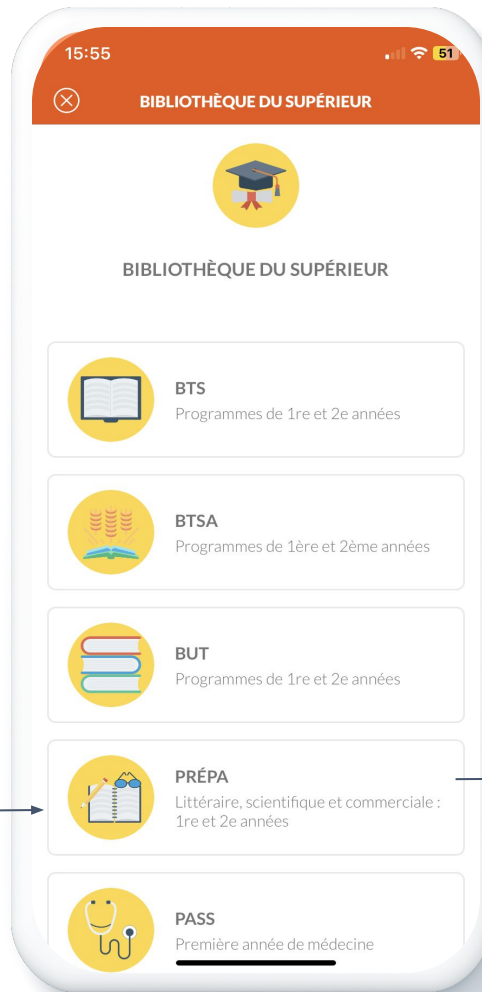 15:55
51
BIBLIOTHÈQUE DU SUPÉRIEUR
BIBLIOTHÈQUE DU SUPÉRIEUR
BTS
Programmes de 1re et 2e années
BTSA
Programmes de 1ère et 2ème années
BUT
Programmes de 1re et 2e années
PRÉPA
Littéraire, scientifique et commerciale :
1re et 2e années
PASS
Première année de médecine